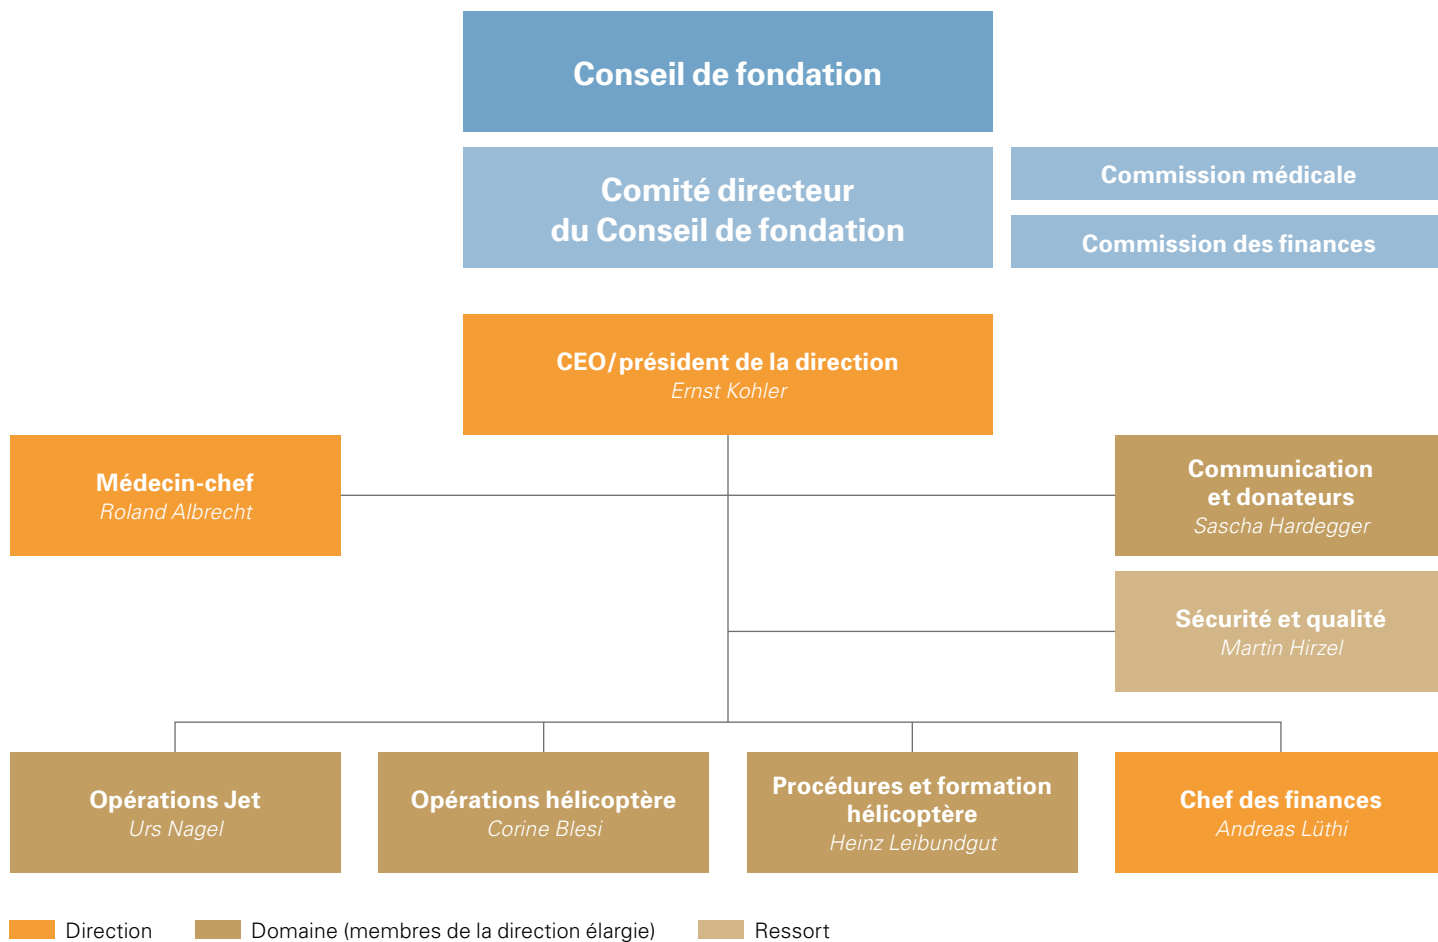 Conseil de fondation
Comité directeur
du Conseil de fondation
Commission médicale
Commission des finances
CEO/président de la direction
Ernst Kohler
Médecin-chef
Roland Albrecht
Communication
et donateurs
Sascha Hardegger
Sécurité et qualité
Martin Hirzel
Opérations Jet
Urs Nagel
Opérations hélicoptère
Corine Blesi
Procédures et formation
hélicoptère
Heinz Leibundgut
Chef des finances
Andreas Lüthi
Direction
Domaine (membres de la direction élargie)
Ressort